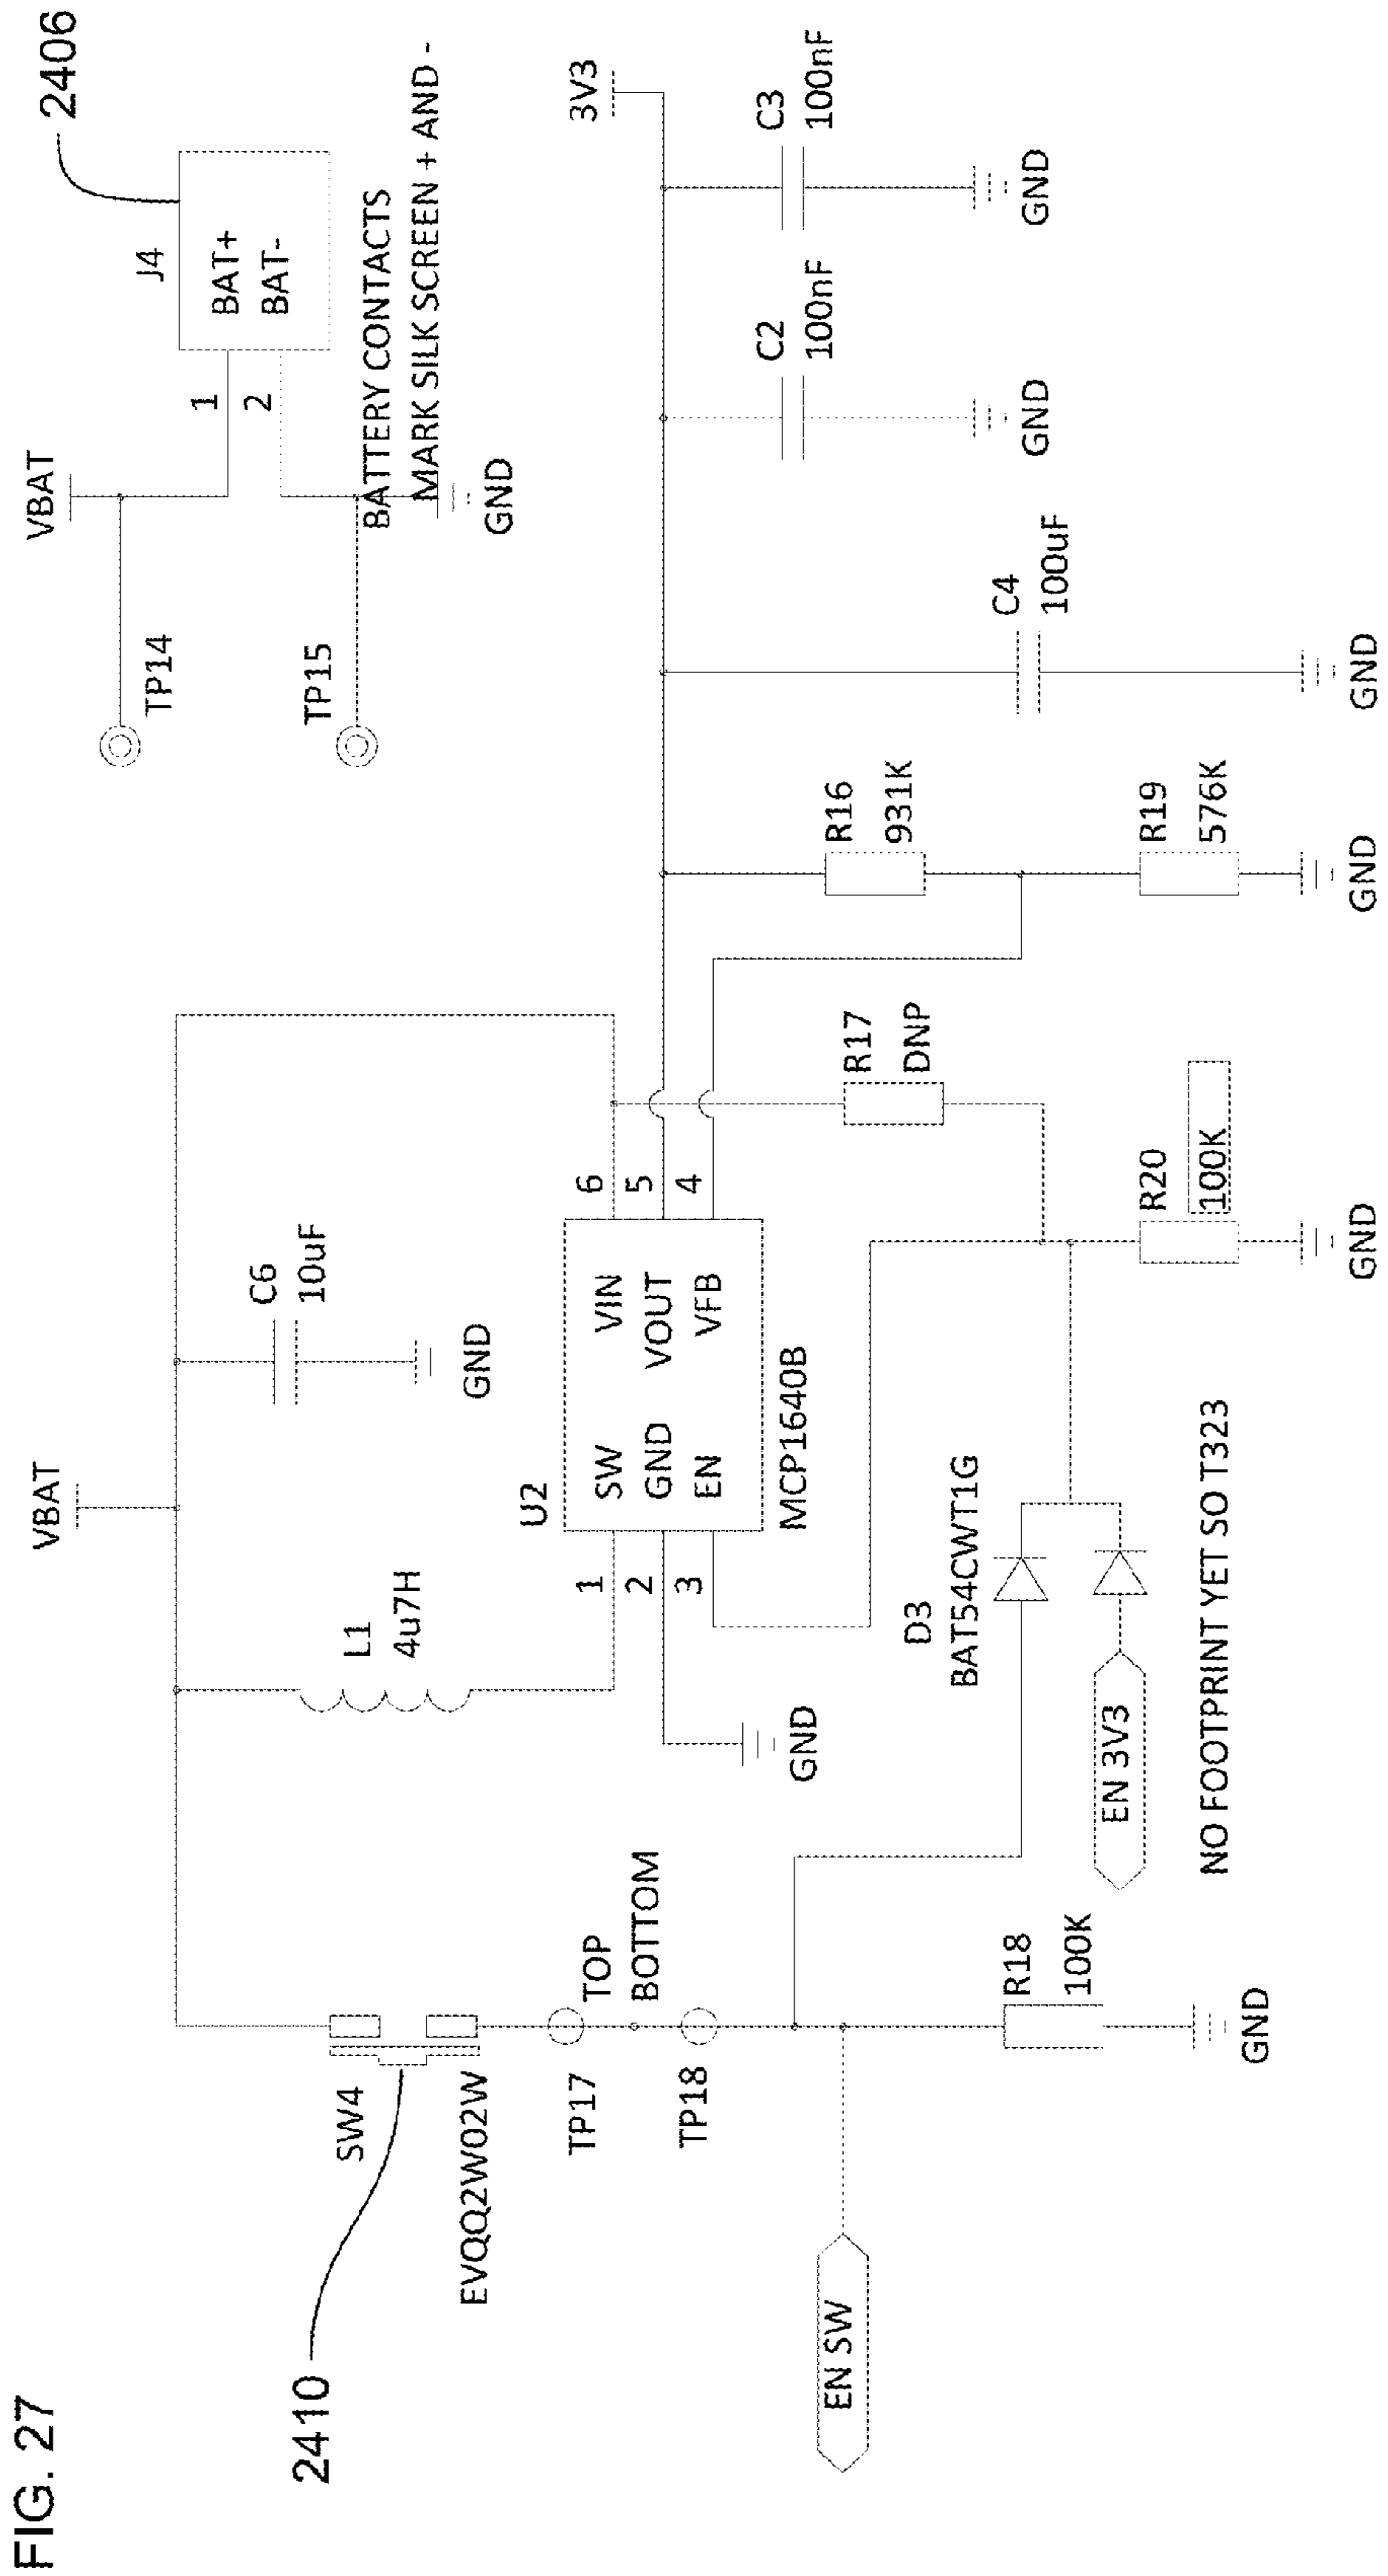 FIG. 27
2410
SW4
EVQQ2W02W
TP17
TOP
BOTTOM
TP18
EN SW
R18
100K
GND
VBAT
L1
4u7H
C6
10uF
GND
U2
1
2
3
SW
GND
EN
VIN
VOUT
VFB
6
5
4
MCP1640B
GND
D3
BAT54CWT1G
EN 3V3
NO FOOTPRINT YET SO T323
R17
DNP
R20
100K
GND
R16
931K
R19
576K
GND
C4
100uF
GND
C2
100nF
GND
C3
100nF
GND
3V3
VBAT
TP14
TP15
1
2
J4
BAT+
BAT-
2406
BATTERY CONTACTS
MARK SILK SCREEN + AND -
GND